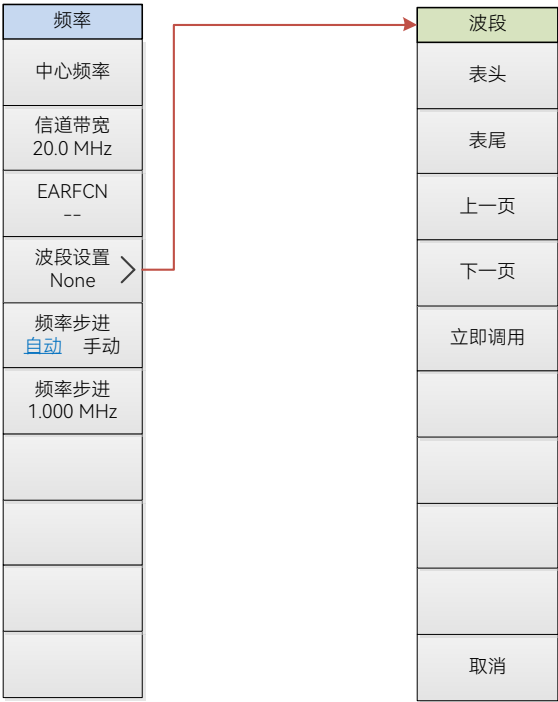 频率
中心频率
信道带宽
20.0 MHz
EARFCN
--
波段设置
None
频率步进
自动 手动
频率步进
1.000 MHz
波段
表头
表尾
上一页
下一页
立即调用
取消